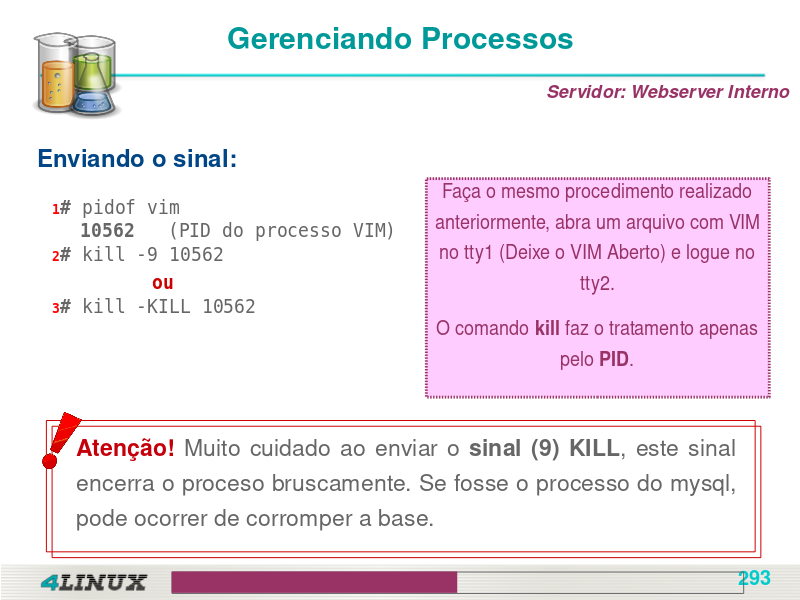 Gerenciando Processos
Servidor: Webserver Interno
Enviando o sinal:
1# pidof vim
10562 (PID do processo VIM)
2# kill -9 10562
ou
3# kill -KILL 10562
Faça o mesmo procedimento realizado
anteriormente, abra um arquivo com VIM
no tty1 (Deixe o VIM Aberto) e logue no
tty2.
O comando kill faz o tratamento apenas
pelo PID.
Atenção! Muito cuidado ao enviar o sinal (9) KILL, este sinal
encerra o proceso bruscamente. Se fosse o processo do mysql,
pode ocorrer de corromper a base.
4LINUX
293